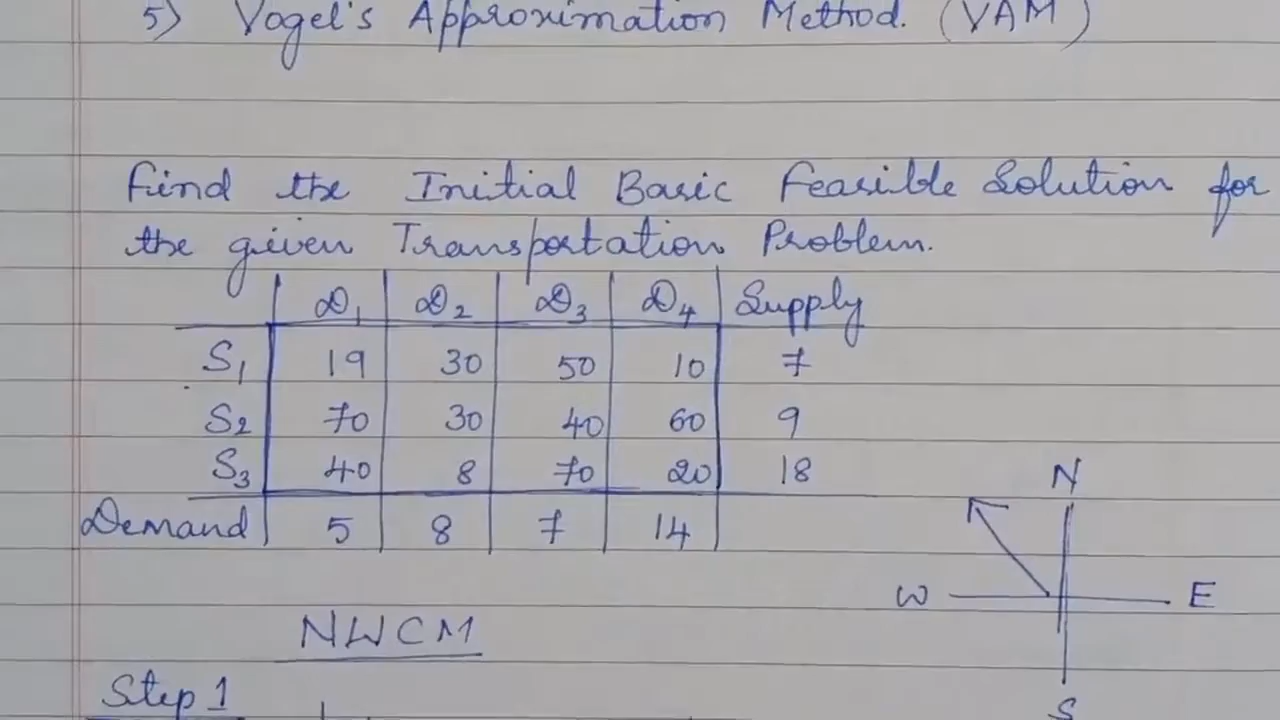 5) Vogel's Approximation Method. (VAM)
Find the Initial Basic Feasible Solution for
the given Transportation Problem.
D1 D2 D3 D4 Supply
S1 19 30 50 10 7
S2 70 30 40 60 9
S3 40 8 70 20 18
Demand 5 8 7 14
N
W E
S
NWCM
Step 1